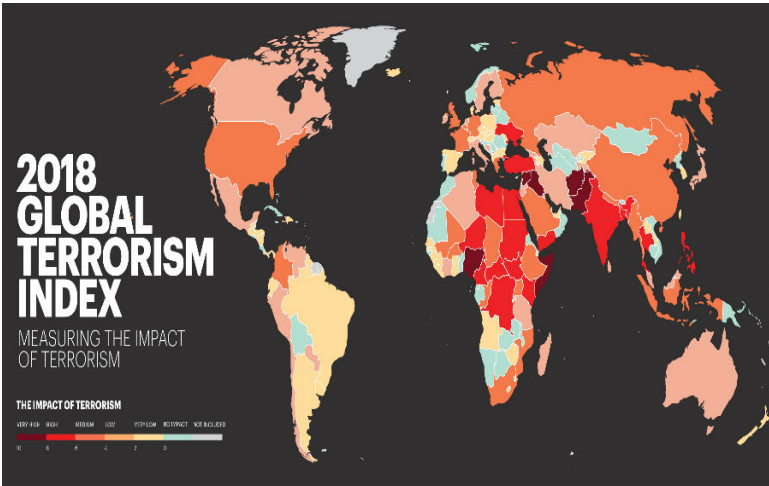 2018
GLOBAL
TERRORISM
INDEX
MEASURING THE IMPACT
OF TERRORISM
THE IMPACT OF TERRORISM
VERY HIGH HIGH MEDIUM LOW VERY LOW NO IMPACT NOT INCLUDED
10 8 6 4 2 0